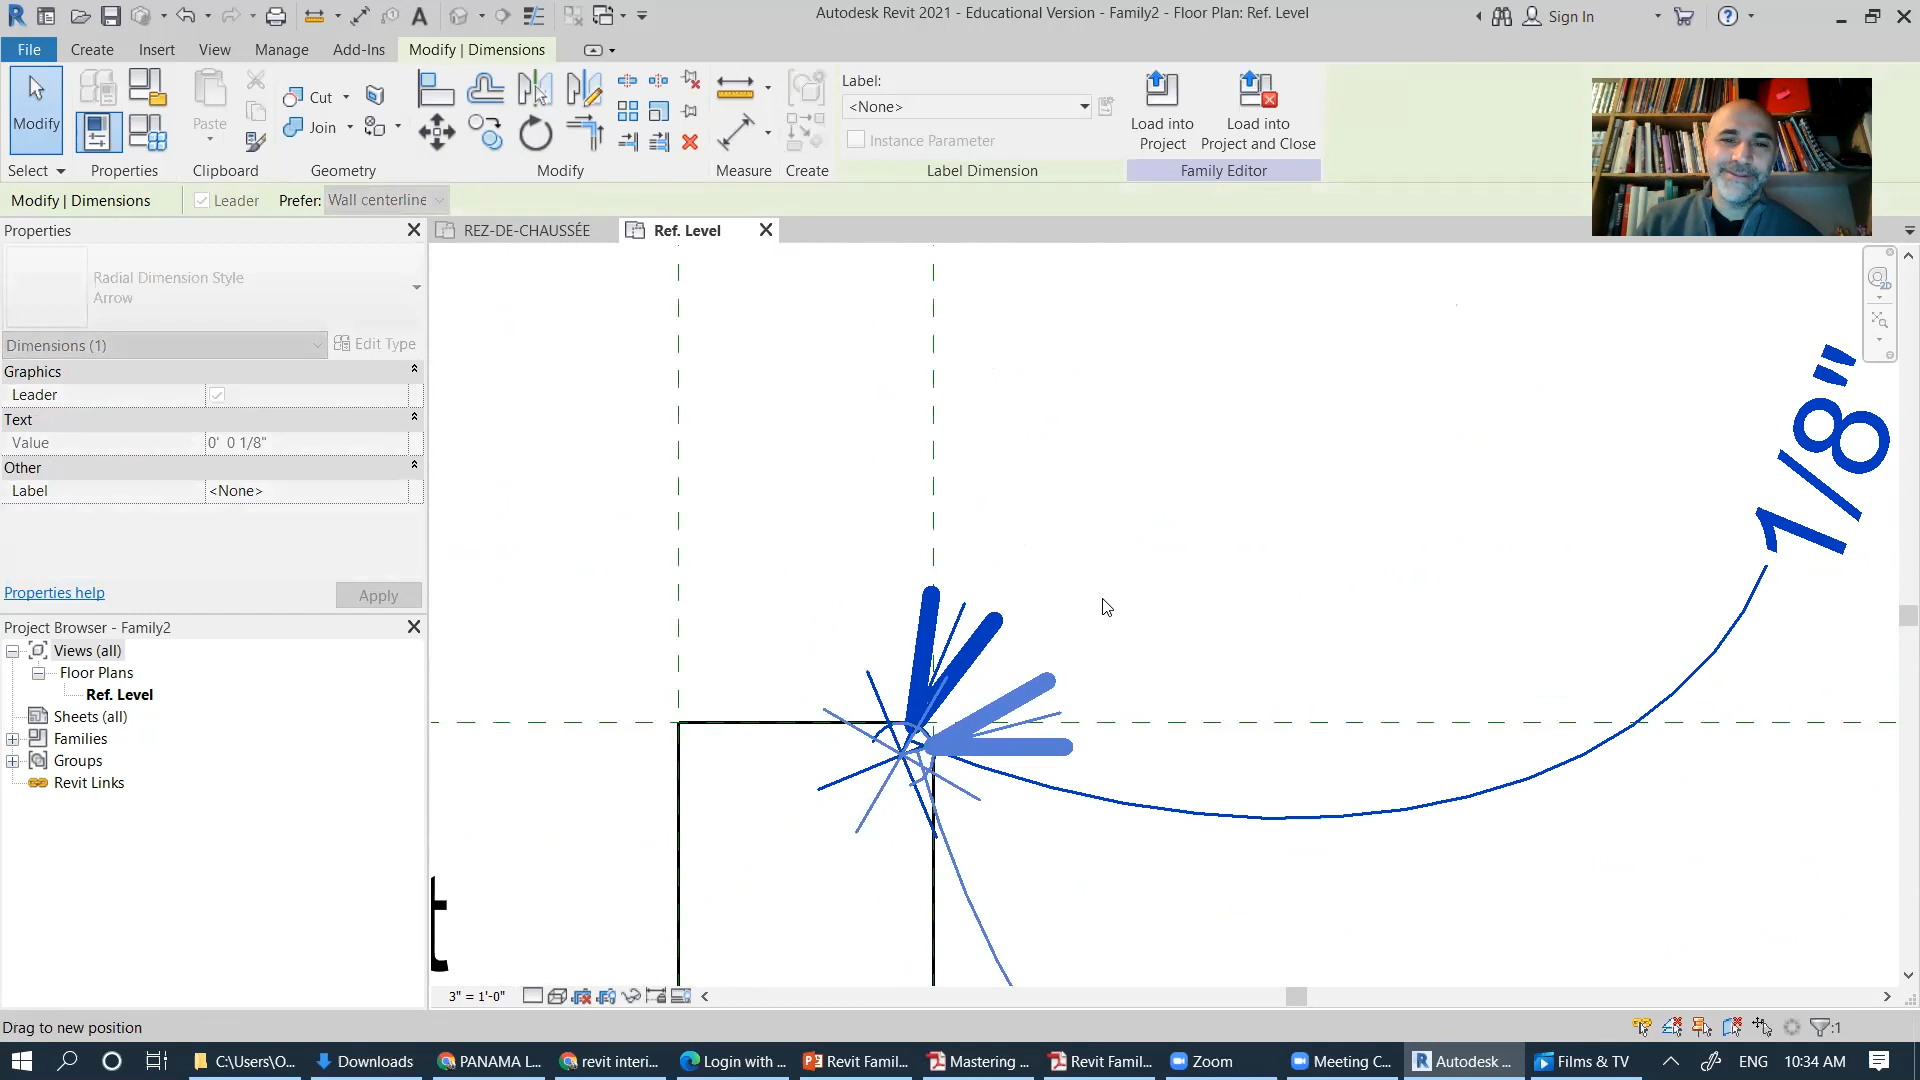 Autodesk Revit 2021 - Educational Version - Family2 - Floor Plan: Ref. Level
Sign In
File
Create
Insert
View
Manage
Add-Ins
Modify | Dimensions
Modify
Select
Properties
Paste
Clipboard
Cut
Join
Geometry
Modify
Measure
Create
Label:
<None>
Instance Parameter
Label Dimension
Load into
Project
Load into
Project and Close
Family Editor
Modify | Dimensions
Leader
Prefer:
Wall centerline
Properties
Radial Dimension Style
Arrow
Dimensions (1)
Edit Type
Graphics
Leader
Text
Value
0'  0 1/8"
Other
Label
<None>
Properties help
Apply
Project Browser - Family2
Views (all)
Floor Plans
Ref. Level
Sheets (all)
Families
Groups
Revit Links
REZ-DE-CHAUSSÉE
Ref. Level
2D
1/8"
t
3" = 1'-0"
Drag to new position
:1
C:\Users\O...
Downloads
PANAMA L...
revit interi...
Login with ...
Revit Famil...
Mastering ...
Revit Famil...
Zoom
Meeting C...
Autodesk ...
Films & TV
ENG
10:34 AM